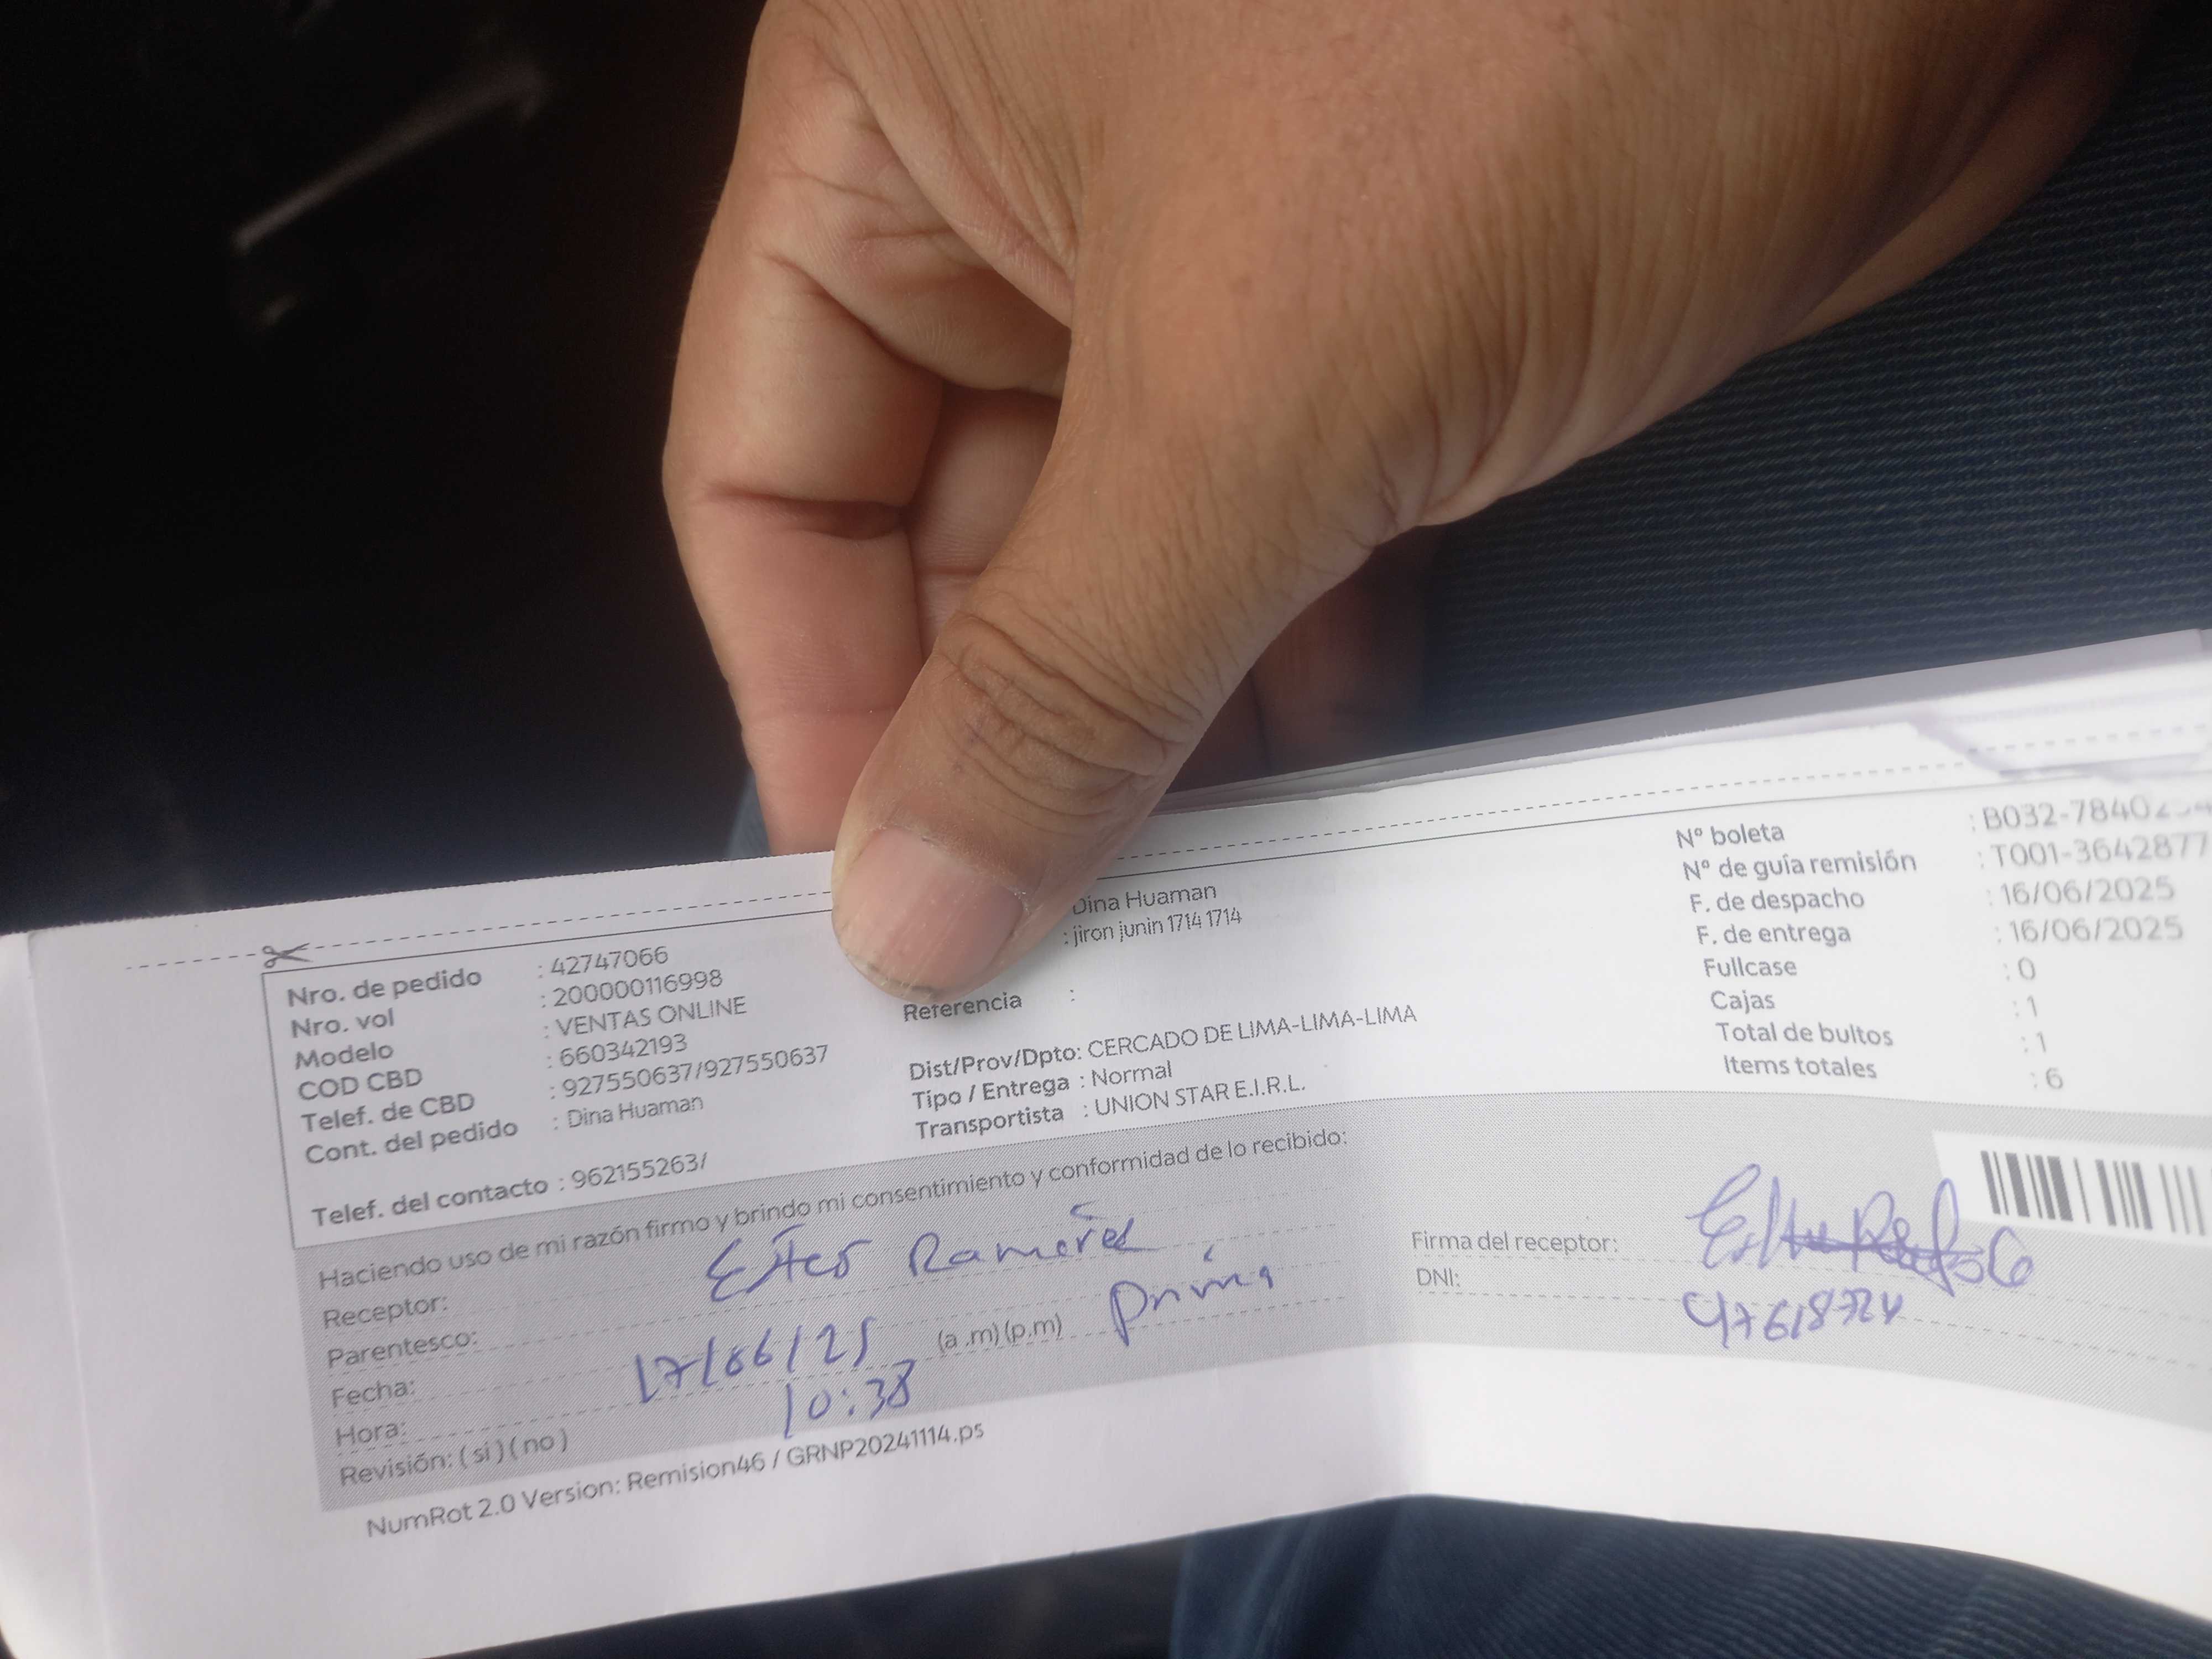 Nro. de pedido : 42747066
Nro. vol : 200000116998
Modelo : VENTAS ONLINE
COD CBD : 660342193
Telef. de CBD : 927550637/927550637
Cont. del pedido : Dina Huaman
Telef. del contacto : 962155263/
Dina Huaman
: jiron junin 1714 1714
Referencia :
Dist/Prov/Dpto: CERCADO DE LIMA-LIMA-LIMA
Tipo / Entrega : Normal
Transportista : UNION STAR E.I.R.L.
N° boleta : B032-7840
N° de guía remisión : T001-3642877
F. de despacho : 16/06/2025
F. de entrega : 16/06/2025
Fullcase : 0
Cajas : 1
Total de bultos : 1
Items totales : 6
Haciendo uso de mi razón firmo y brindo mi consentimiento y conformidad de lo recibido:
Receptor:
Parentesco: prima
Fecha: 17/06/25
Hora: 10:38 (a .m) (p.m)
Revisión: ( si ) ( no )
Firma del receptor:
DNI:
NumRot 2.0 Version: Remision46 / GRNP20241114.ps